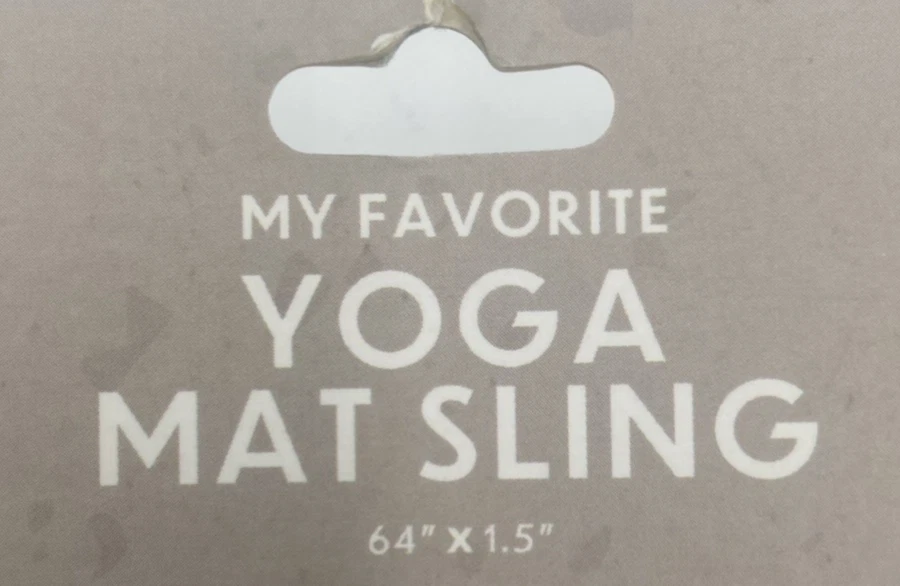 MY FAVORITE
YOGA
MAT SLING
64" X 1.5"